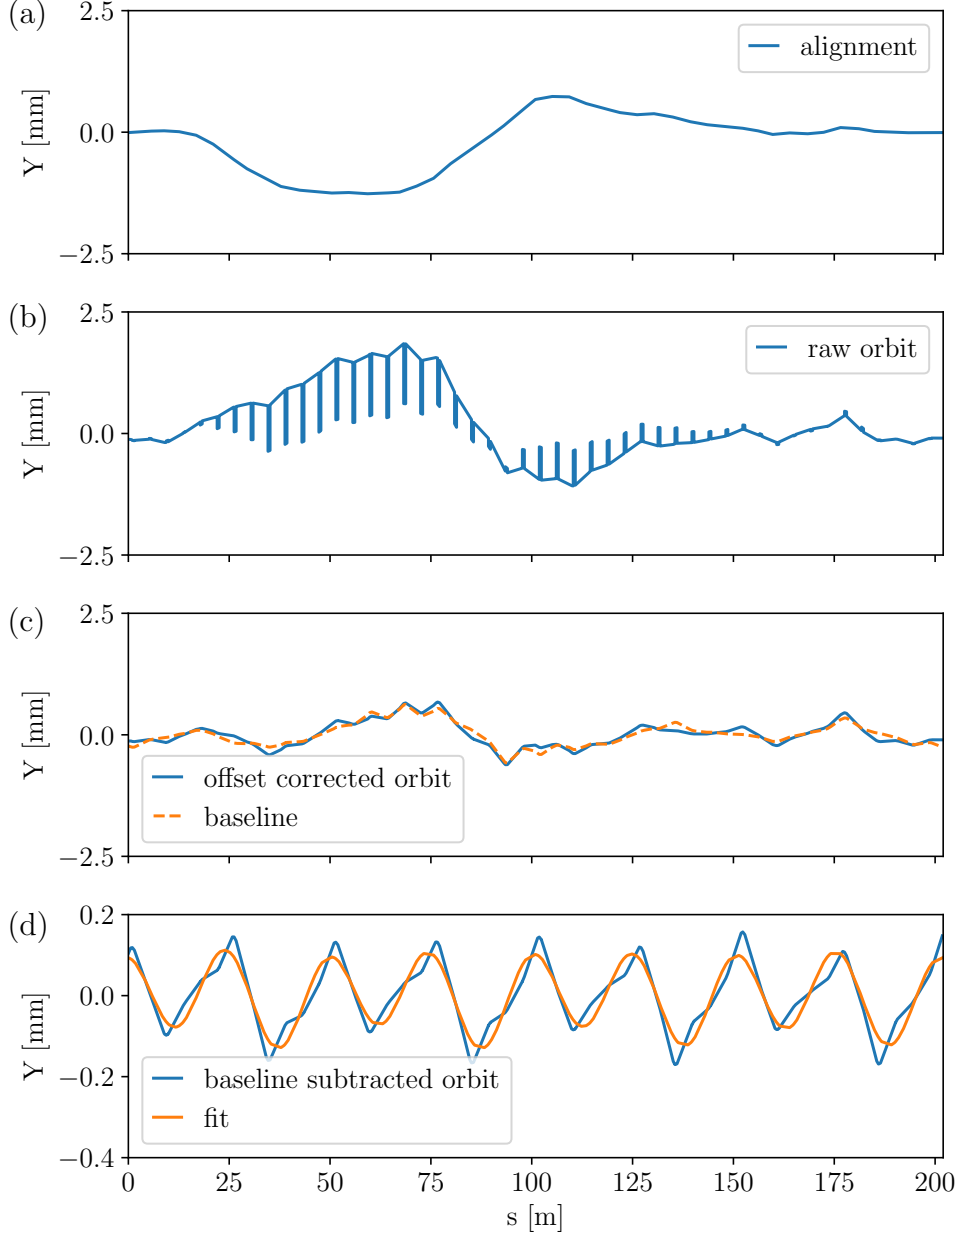 (a)
2.5
0.0
−2.5
Y [mm]
alignment
(b)
2.5
0.0
−2.5
Y [mm]
raw orbit
(c)
2.5
0.0
−2.5
Y [mm]
offset corrected orbit
baseline
(d)
0.2
0.0
−0.2
−0.4
Y [mm]
baseline subtracted orbit
fit
0 25 50 75 100 125 150 175 200
s [m]